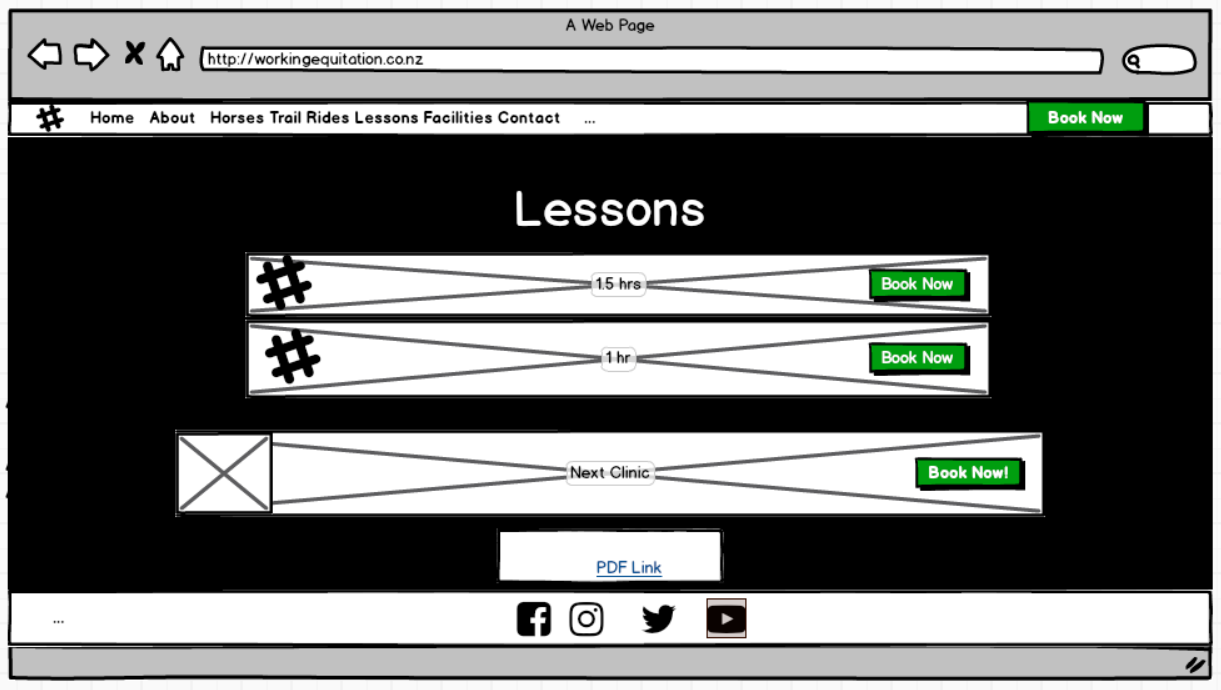 A Web Page
http://workingequitation.co.nz
Home About Horses Trail Rides Lessons Facilities Contact ... Book Now
Lessons
1.5 hrs Book Now
1 hr Book Now
Next Clinic Book Now!
PDF Link
...